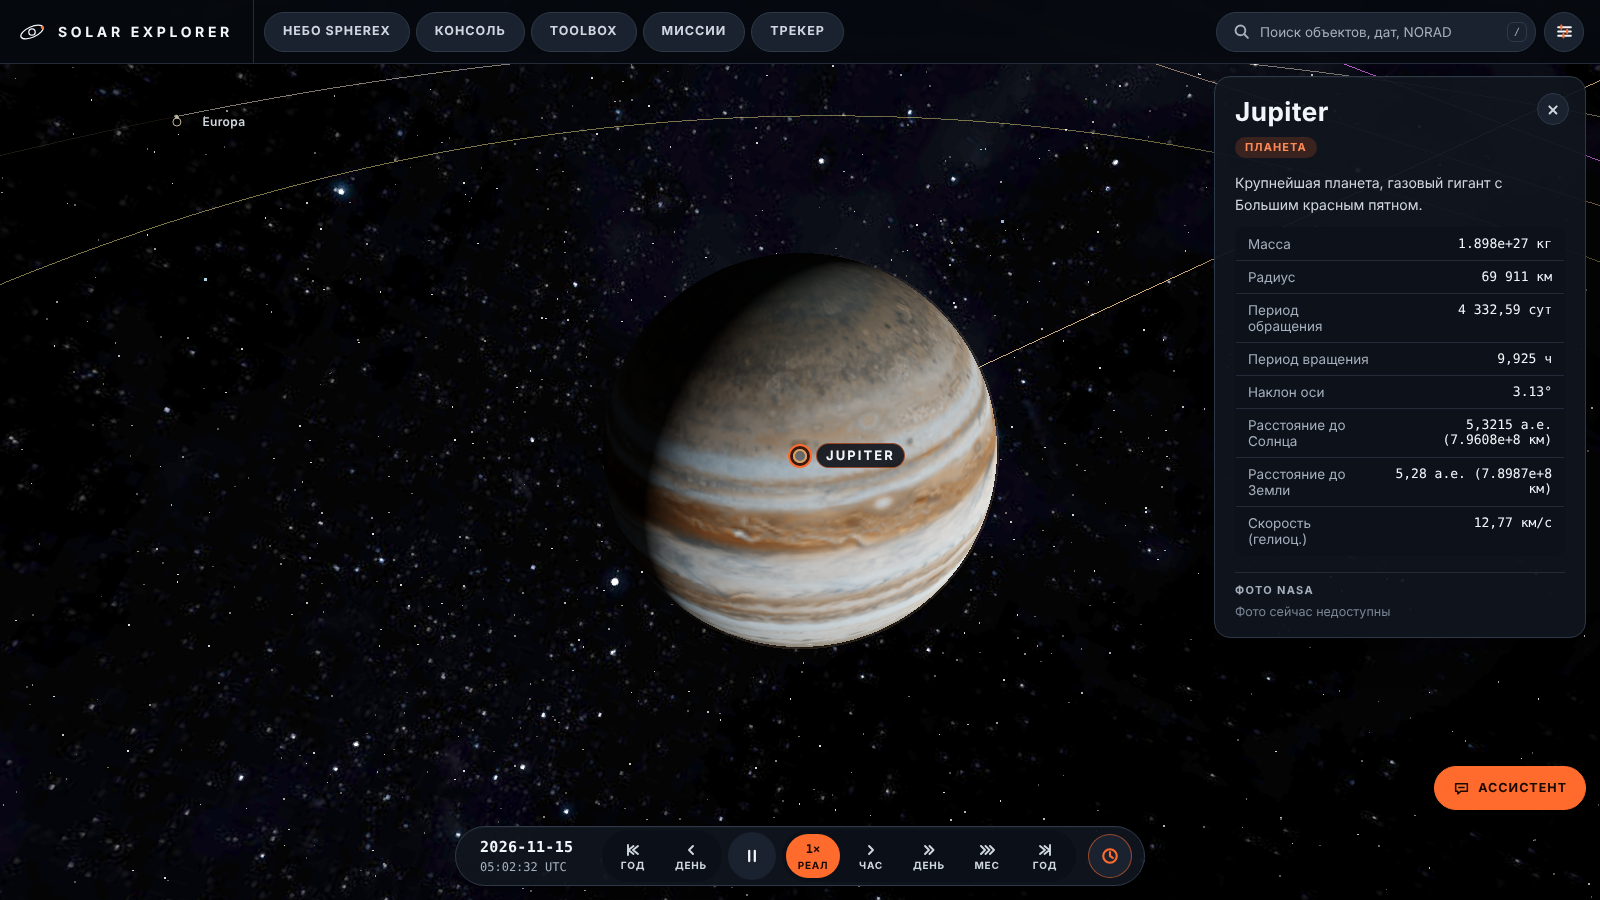 SOLAR EXPLORER
НЕБО SPHEREX
КОНСОЛЬ
TOOLBOX
МИССИИ
ТРЕКЕР
Поиск объектов, дат, NORAD
/
Europa
Jupiter
ПЛАНЕТА
Крупнейшая планета, газовый гигант с
Большим красным пятном.
Масса 1.898e+27 кг
Радиус 69 911 км
Период
обращения
4 332,59 сут
Период вращения 9,925 ч
Наклон оси 3.13°
Расстояние до
Солнца
5,3215 а.е.
(7.9608e+8 км)
Расстояние до
Земли
5,28 а.е. (7.8987e+8
км)
Скорость
(гелиоц.)
12,77 км/с
ФОТО NASA
Фото сейчас недоступны
JUPITER
АССИСТЕНТ
2026-11-15
05:02:32 UTC
ГОД
ДЕНЬ
1×
РЕАЛ
ЧАС
ДЕНЬ
МЕС
ГОД